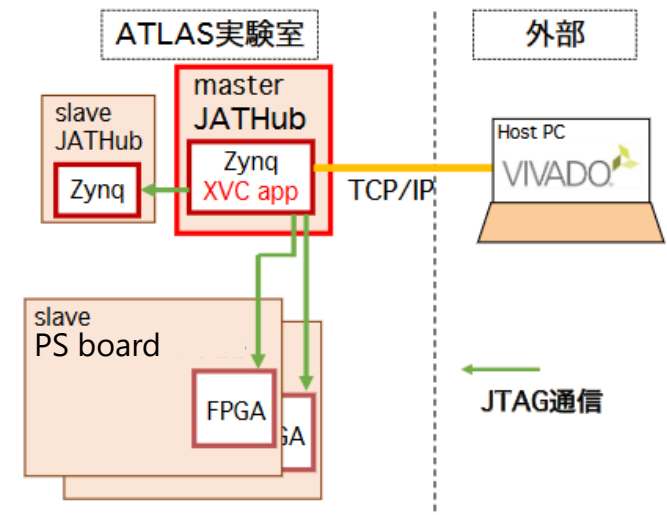 ATLAS実験室
外部
master
JATHub
slave
JATHub
Zynq
Zynq
XVC app
TCP/IP
Host PC
VIVADO
slave
PS board
FPGA
GA
JTAG通信